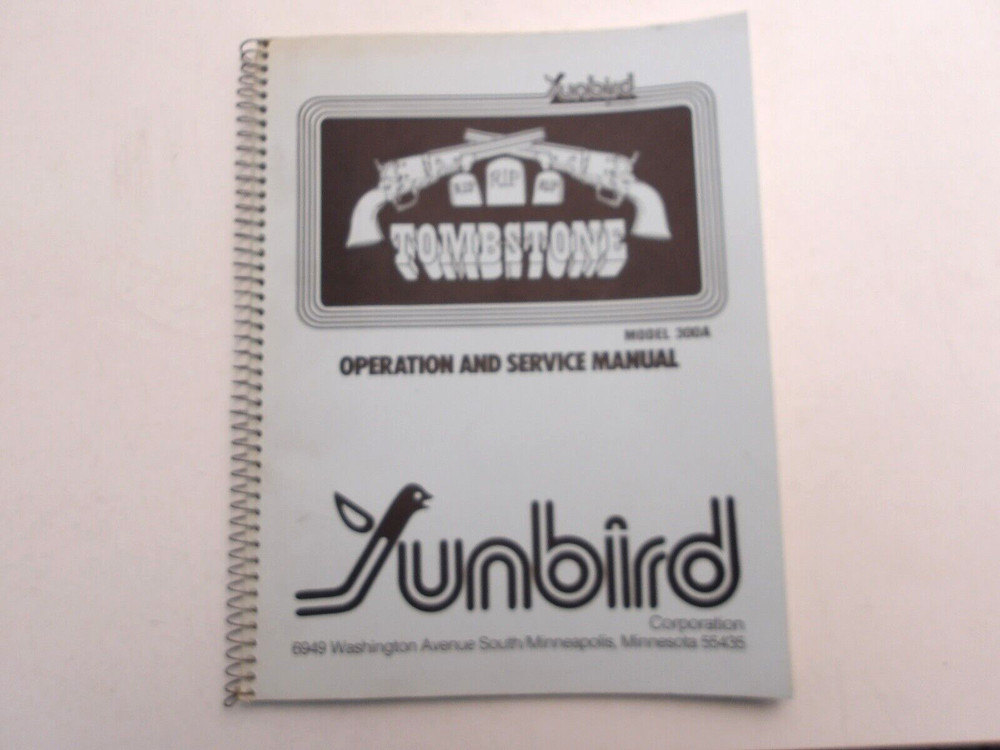 Sunbird
RIP RIP RIP
TOMBSTONE
MODEL 300A
OPERATION AND SERVICE MANUAL
Sunbird
Corporation
6949 Washington Avenue South/Minneapolis, Minnesota 55435